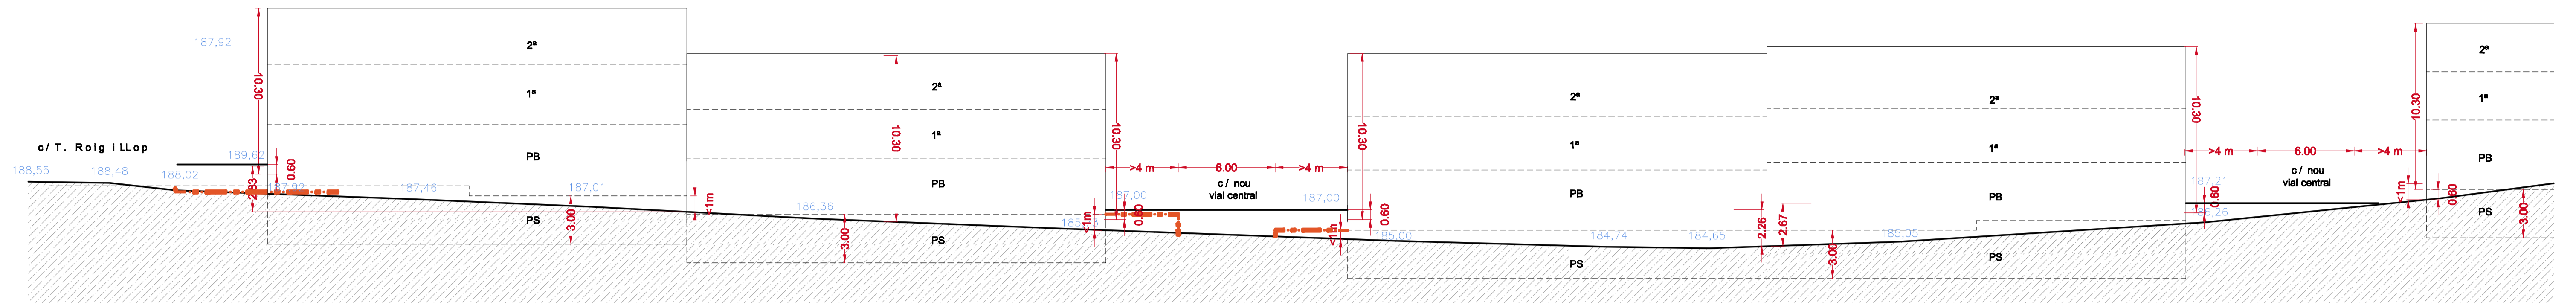 187,92
10.30
2ª
1ª
PB
PS
c/ T. Roig i LLop
188,55
188,48
188,02
189,62
0.60
2.83
187,46
187,01
3.00
<1m
2ª
1ª
PB
PS
10.30
186,36
3.00
10.30
>4 m
6.00
>4 m
c/ nou
vial central
187,00
187,00
0.60
<1m
<1m
10.30
0.60
2ª
1ª
PB
PS
185,00
184,74
184,65
2.26
2.67
2ª
1ª
PB
PS
185,05
3.00
10.30
>4 m
6.00
>4 m
c/ nou
vial central
187,21
0.60
10.30
<1m
0.60
2ª
1ª
PB
PS
3.00